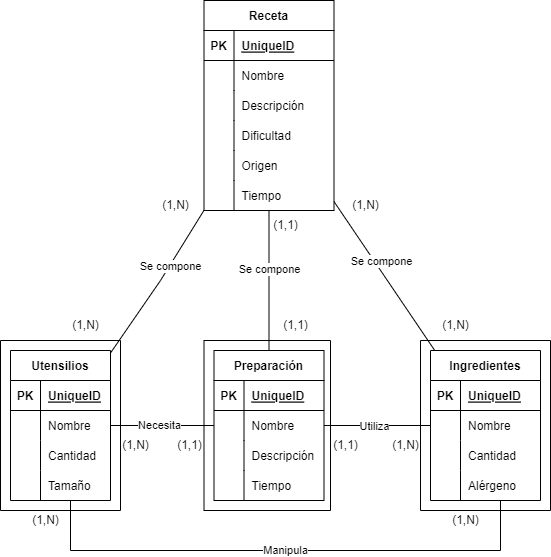 Receta
PK UniqueID
Nombre
Descripción
Dificultad
Origen
Tiempo
(1,N) (1,1) (1,N)
Se compone Se compone Se compone
(1,N) (1,1) (1,N)
Utensilios
PK UniqueID
Nombre
Cantidad
Tamaño
Necesita
(1,N) (1,1)
Preparación
PK UniqueID
Nombre
Descripción
Tiempo
Utiliza
(1,1) (1,N)
Ingredientes
PK UniqueID
Nombre
Cantidad
Alérgeno
(1,N) (1,N)
Manipula